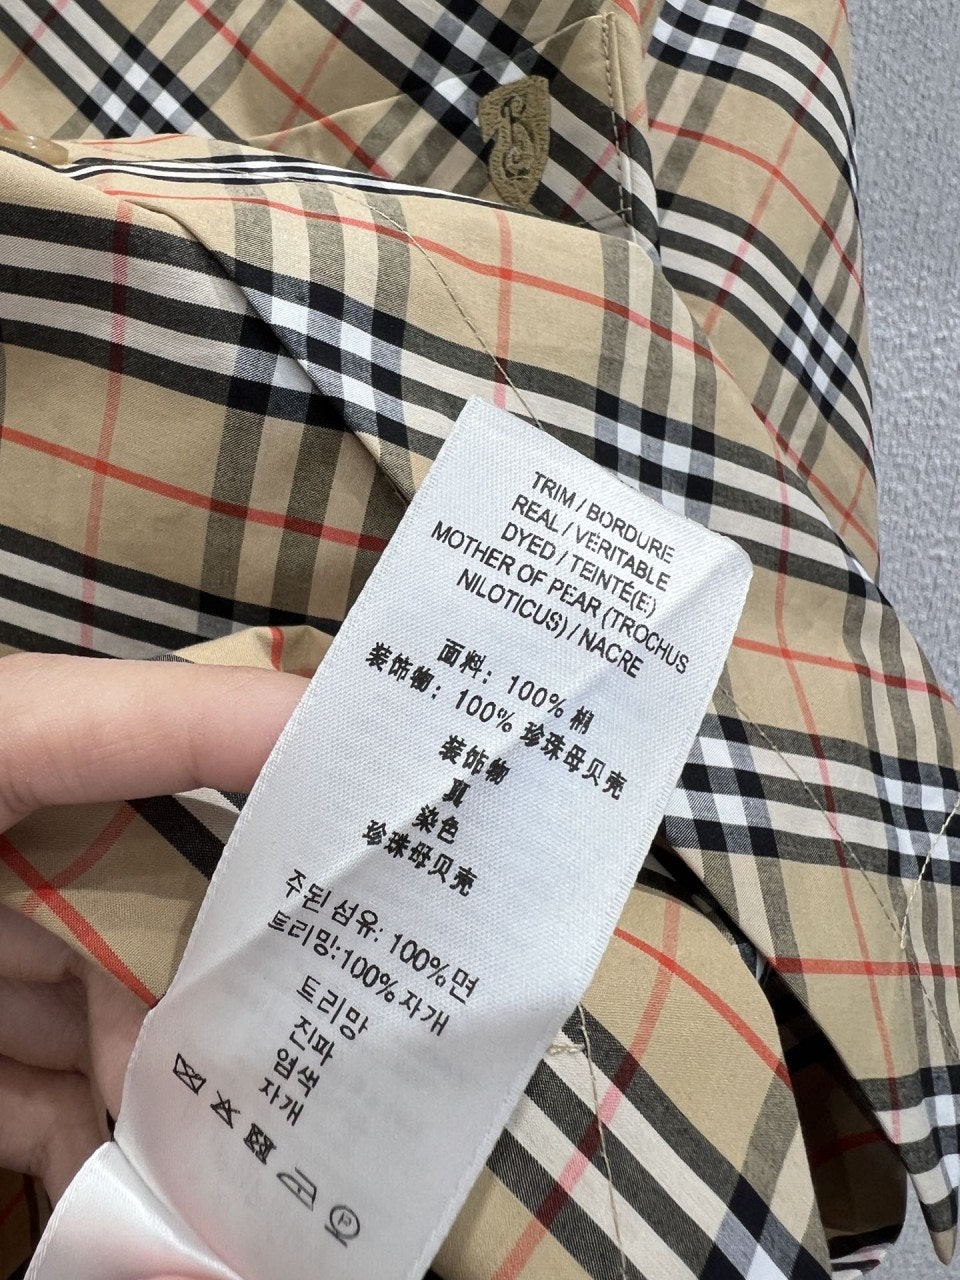 TRIM / BORDURE
REAL / VÉRITABLE
DYED / TEINTÉ(E)
MOTHER OF PEAR (TROCHUS
NILOTICUS) / NACRE
面料: 100% 棉
装饰物: 100% 珍珠母贝壳
装饰物
真
染色
珍珠母贝壳
주된 섬유: 100%면
트리밍:100%자개
트리망
진파
염색
자개
P